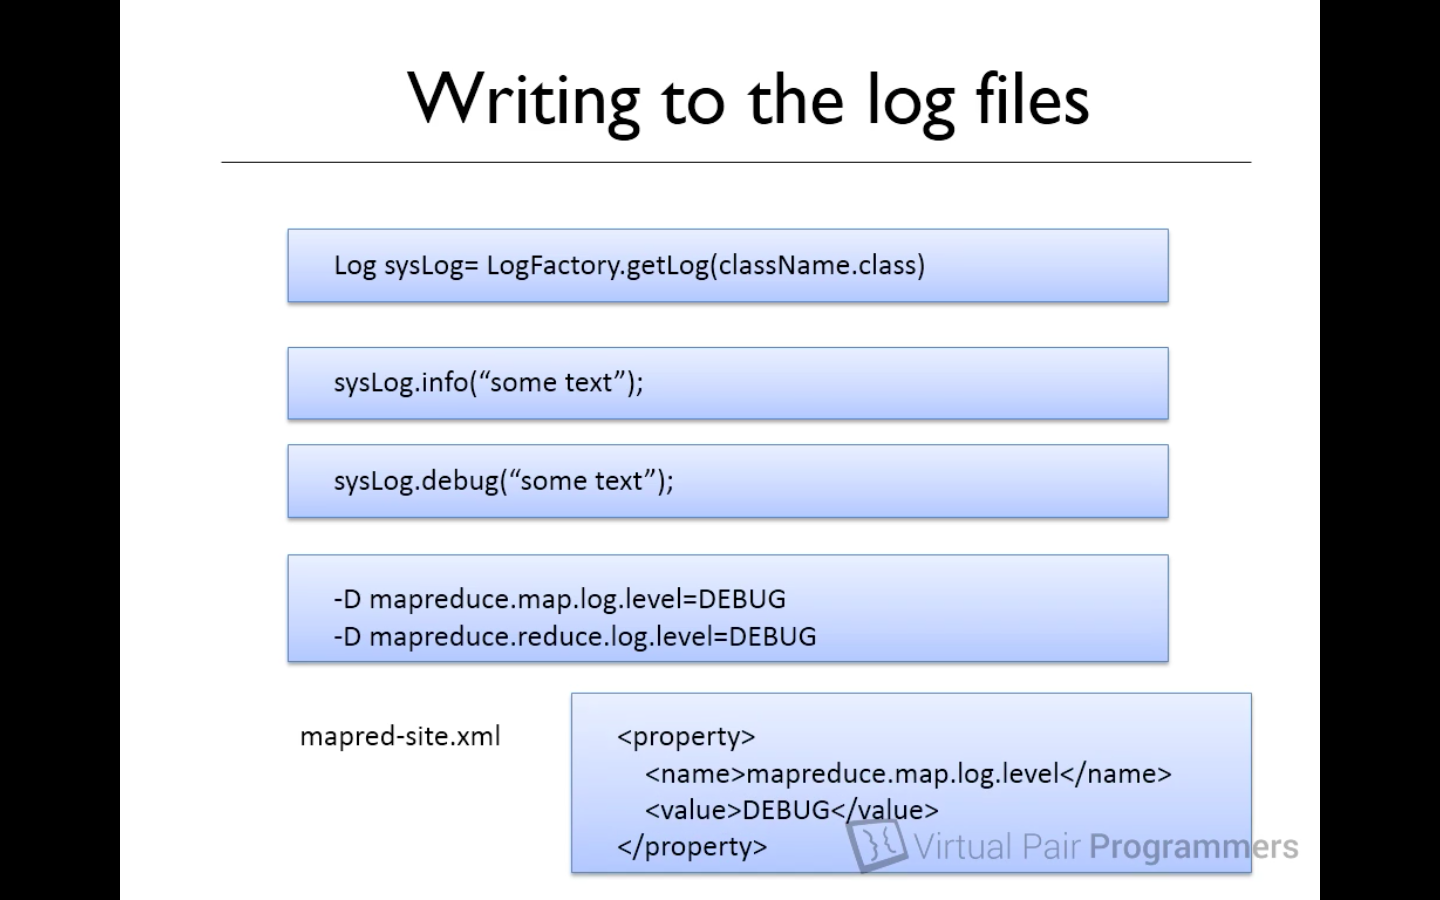 Writing to the log files
Log sysLog= LogFactory.getLog(className.class)
sysLog.info(“some text”);
sysLog.debug(“some text”);
-D mapreduce.map.log.level=DEBUG
-D mapreduce.reduce.log.level=DEBUG
mapred-site.xml
<property>
<name>mapreduce.map.log.level</name>
<value>DEBUG</value>
</property>
Virtual Pair Programmers